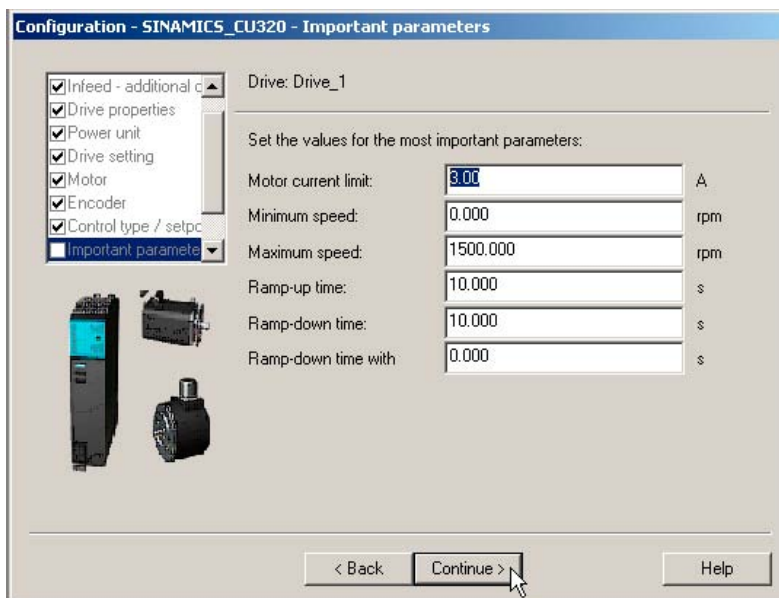 Configuration - SINAMICS_CU320 - Important parameters
Infeed - additional c
Drive properties
Power unit
Drive setting
Motor
Encoder
Control type / setpo
Important paramete
Drive: Drive_1
Set the values for the most important parameters:
Motor current limit: 3.00 A
Minimum speed: 0.000 rpm
Maximum speed: 1500.000 rpm
Ramp-up time: 10.000 s
Ramp-down time: 10.000 s
Ramp-down time with 0.000 s
< Back Continue > Help